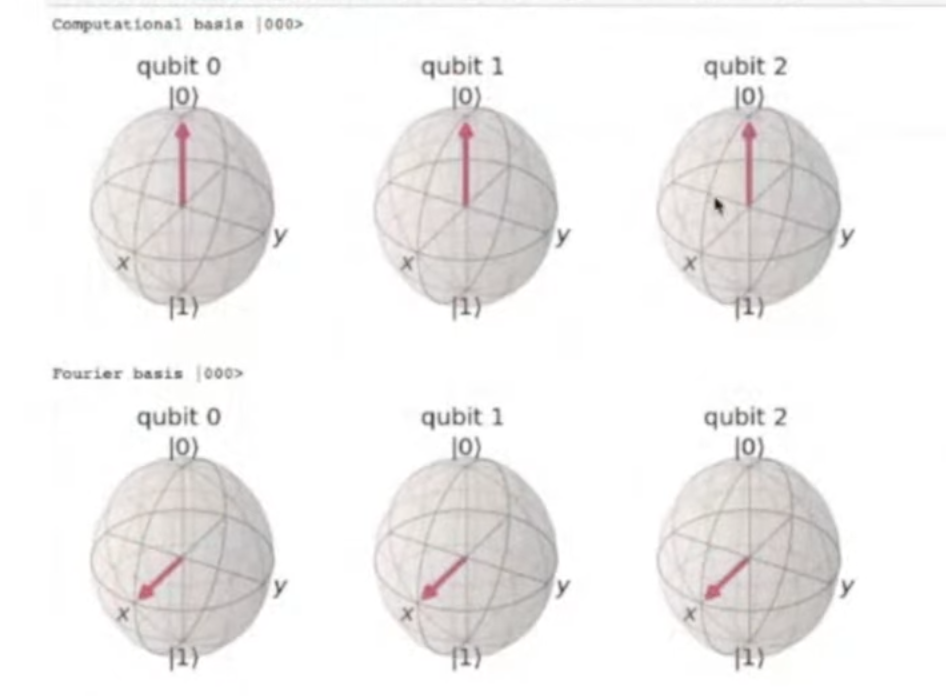 Computational basis |000>
qubit 0 qubit 1 qubit 2
|0⟩ |0⟩ |0⟩
y y y
x x x
|1⟩ |1⟩ |1⟩
Fourier basis |000>
qubit 0 qubit 1 qubit 2
|0⟩ |0⟩ |0⟩
y y y
x x x
|1⟩ |1⟩ |1⟩